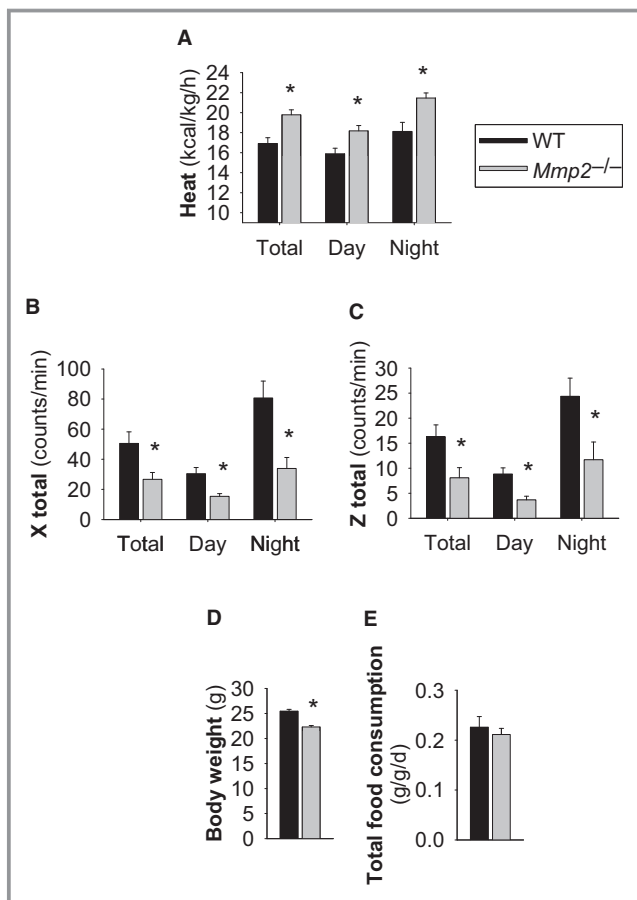 A
Heat (kcal/kg/h)
24
22
20
18
16
14
12
10
* * *
Total Day Night
WT
Mmp2−/−
B
X total (counts/min)
100
80
60
40
20
0
* * *
Total Day Night
C
Z total (counts/min)
30
25
20
15
10
5
0
* * *
Total Day Night
D
Body weight (g)
30
25
20
15
10
5
0
*
E
Total food consumption
(g/g/d)
0.3
0.2
0.1
0.0